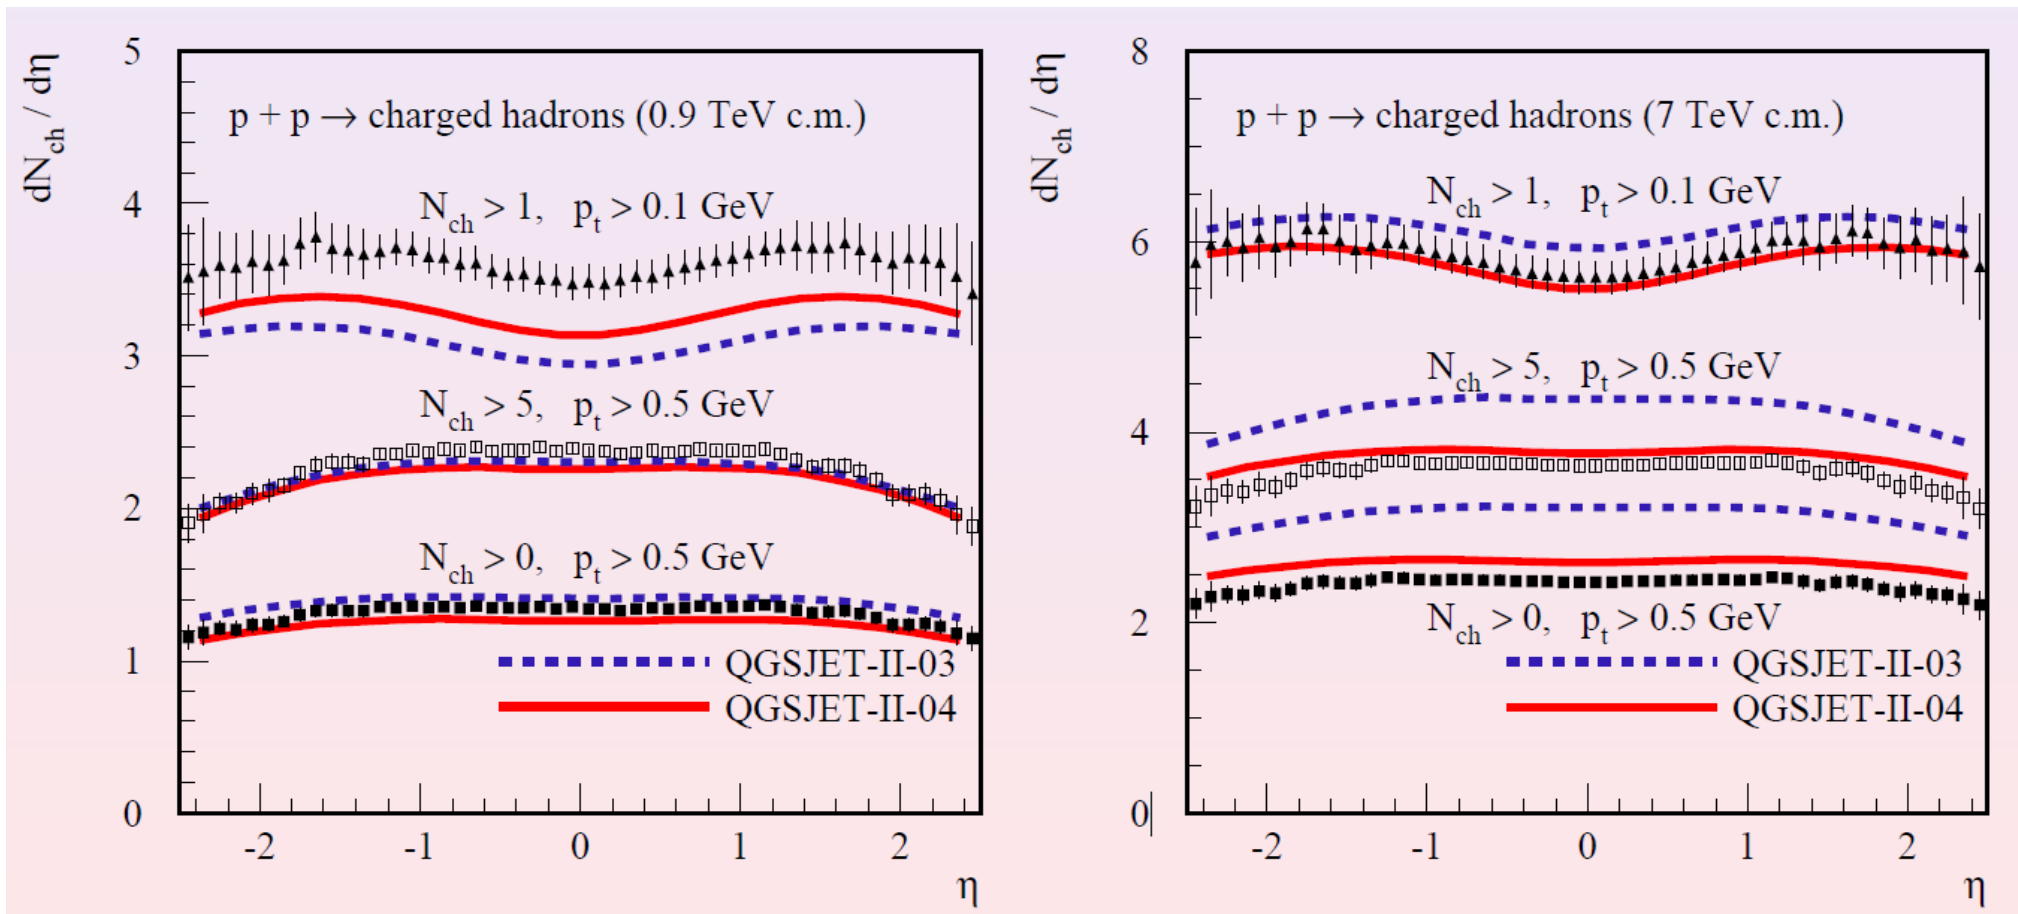 dN_ch / dη
5
4
3
2
1
0
p + p → charged hadrons (0.9 TeV c.m.)
N_ch > 1, p_t > 0.1 GeV
N_ch > 5, p_t > 0.5 GeV
N_ch > 0, p_t > 0.5 GeV
QGSJET-II-03
QGSJET-II-04
-2 -1 0 1 2
η
dN_ch / dη
8
6
4
2
0
p + p → charged hadrons (7 TeV c.m.)
N_ch > 1, p_t > 0.1 GeV
N_ch > 5, p_t > 0.5 GeV
N_ch > 0, p_t > 0.5 GeV
QGSJET-II-03
QGSJET-II-04
-2 -1 0 1 2
η